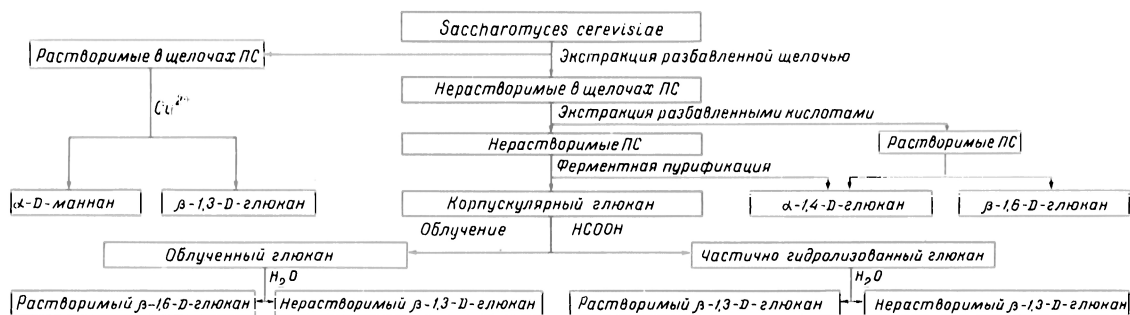 Saccharomyces cerevisiae
Растворимые в щелочах ПС
Экстракция разбавленной щелочью
Нерастворимые в щелочах ПС
Cu²⁺
Экстракция разбавленными кислотами
Нерастворимые ПС
Растворимые ПС
Ферментная пурификация
α-D-маннан
β-1,3-D-глюкан
Корпускулярный глюкан
α-1,4-D-глюкан
β-1,6-D-глюкан
Облучение
HCOOH
Облученный глюкан
Частично гидролизованный глюкан
H₂O
H₂O
Растворимый β-1,6-D-глюкан
Нерастворимый β-1,3-D-глюкан
Растворимый β-1,3-D-глюкан
Нерастворимый β-1,3-D-глюкан